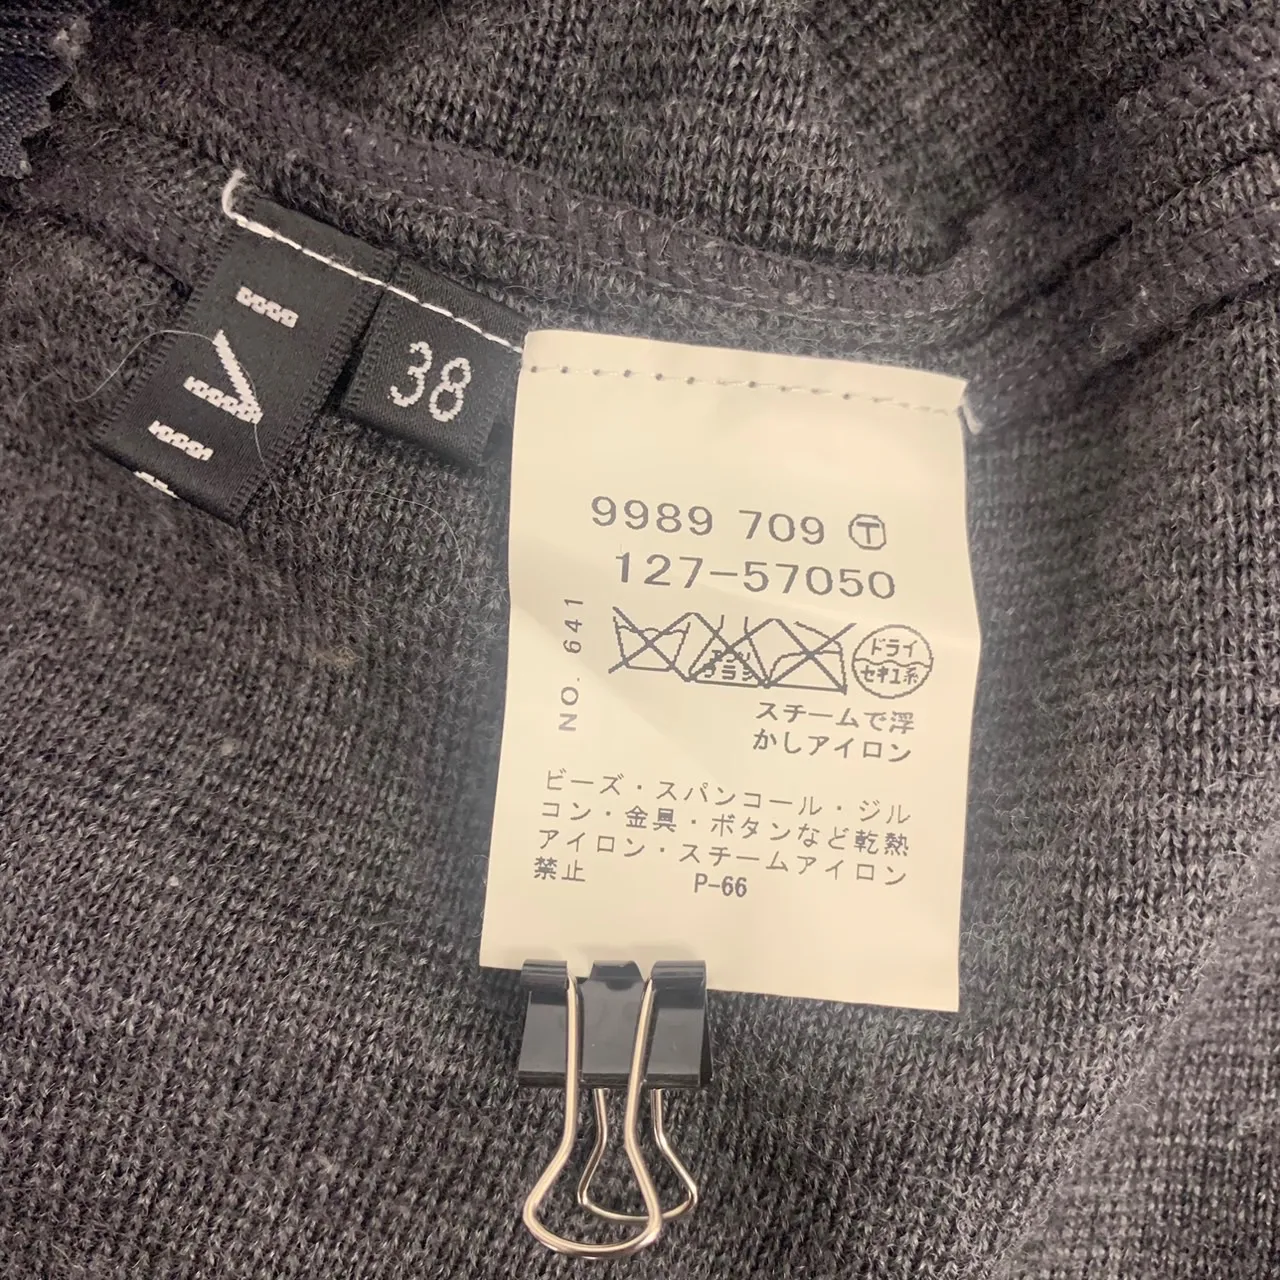 38
9989 709 Ⓣ
127-57050
NO. 641
ドライ
セキユ系
スチームで浮
かしアイロン
ビーズ・スパンコール・ジル
コン・金具・ボタンなど乾熱
アイロン・スチームアイロン
禁止
P-66